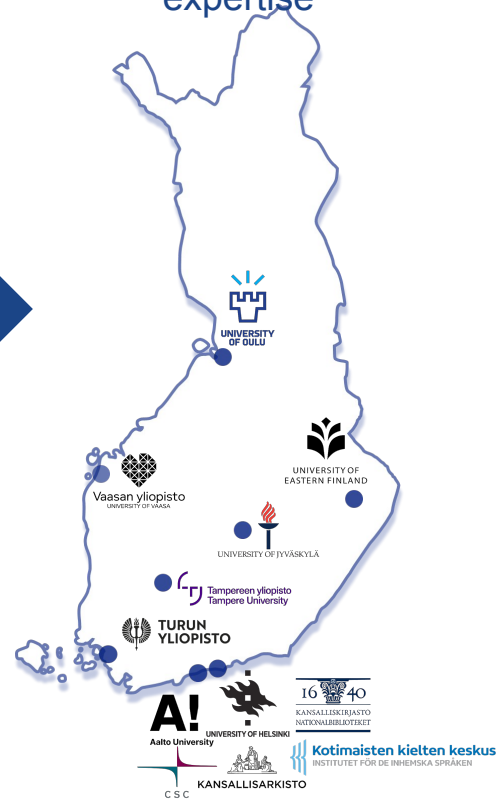 expertise
UNIVERSITY
OF OULU
UNIVERSITY OF
EASTERN FINLAND
Vaasan yliopisto
UNIVERSITY OF VAASA
UNIVERSITY OF JYVÄSKYLÄ
Tampereen yliopisto
Tampere University
TURUN
YLIOPISTO
A!
Aalto University
UNIVERSITY OF HELSINKI
16 40
KANSALLISKIRJASTO
NATIONALBIBLIOTEKET
CSC
KANSALLISARKISTO
Kotimaisten kielten keskus
INSTITUTET FÖR DE INHEMSKA SPRÅKEN